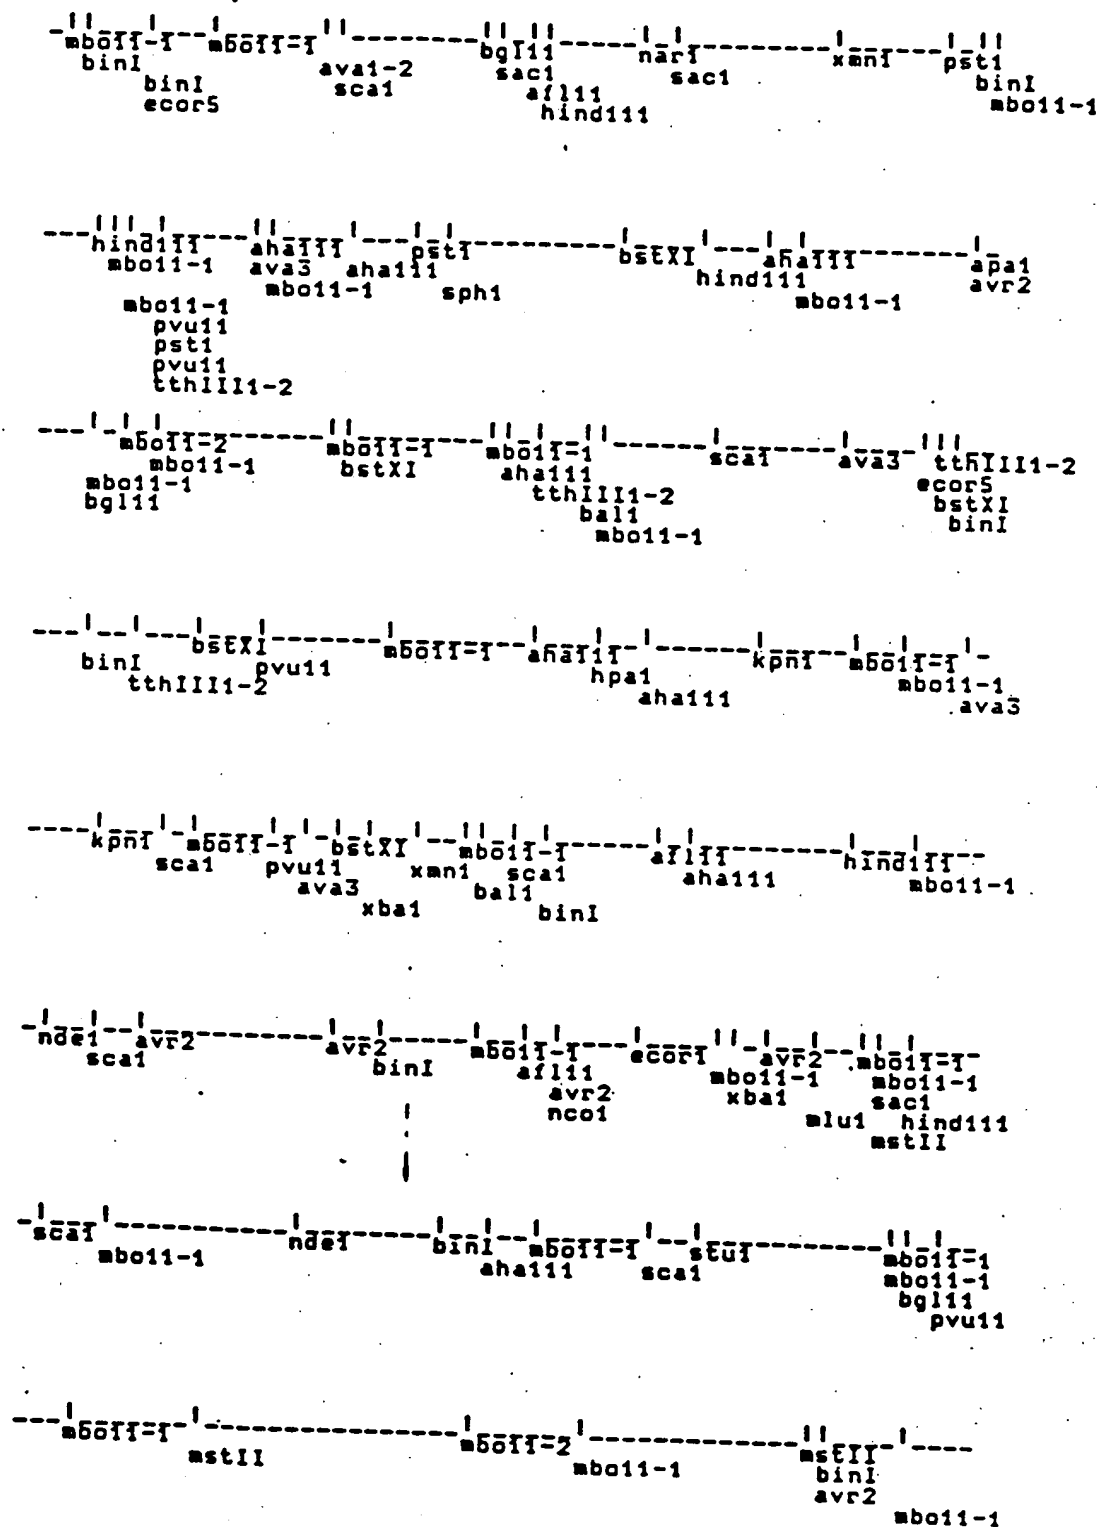 mbo11-1 mbo11-1 bgl11 nar1 xmn1 pst1
binI ava1-2 sac1 sac1 binI
binI sca1 afl11 mbo11-1
ecor5 hind111
hind111 aha111 pst1 bstXI aha111 apa1
mbo11-1 ava3 aha111 hind111 avr2
mbo11-1 sph1 mbo11-1
mbo11-1
pvu11
pst1
pvu11
tthIII1-2
mbo11-2 mbo11-1 mbo11-1 sca1 ava3 tthIII1-2
mbo11-1 bstXI aha111 ecor5
mbo11-1 tthIII1-2 bstXI
bgl11 bal1 binI
mbo11-1
bstXI mbo11-1 aha111 kpn1 mbo11-1
binI pvu11 hpa1 mbo11-1
tthIII1-2 aha111 ava3
kpn1 mbo11-1 bstXI mbo11-1 afl11 hind111
sca1 pvu11 xmn1 sca1 aha111 mbo11-1
ava3 bal1
xba1 binI
nde1 avr2 avr2 mbo11-1 ecor1 avr2 mbo11-1
sca1 binI afl11 mbo11-1 mbo11-1
avr2 xba1 sac1
nco1 mlu1 hind111
mstII
sca1 nde1 binI mbo11-1 stu1 mbo11-1
mbo11-1 aha111 sca1 mbo11-1
bgl11
pvu11
mbo11-1 mbo11-2 mstII
mstII mbo11-1 binI
avr2
mbo11-1